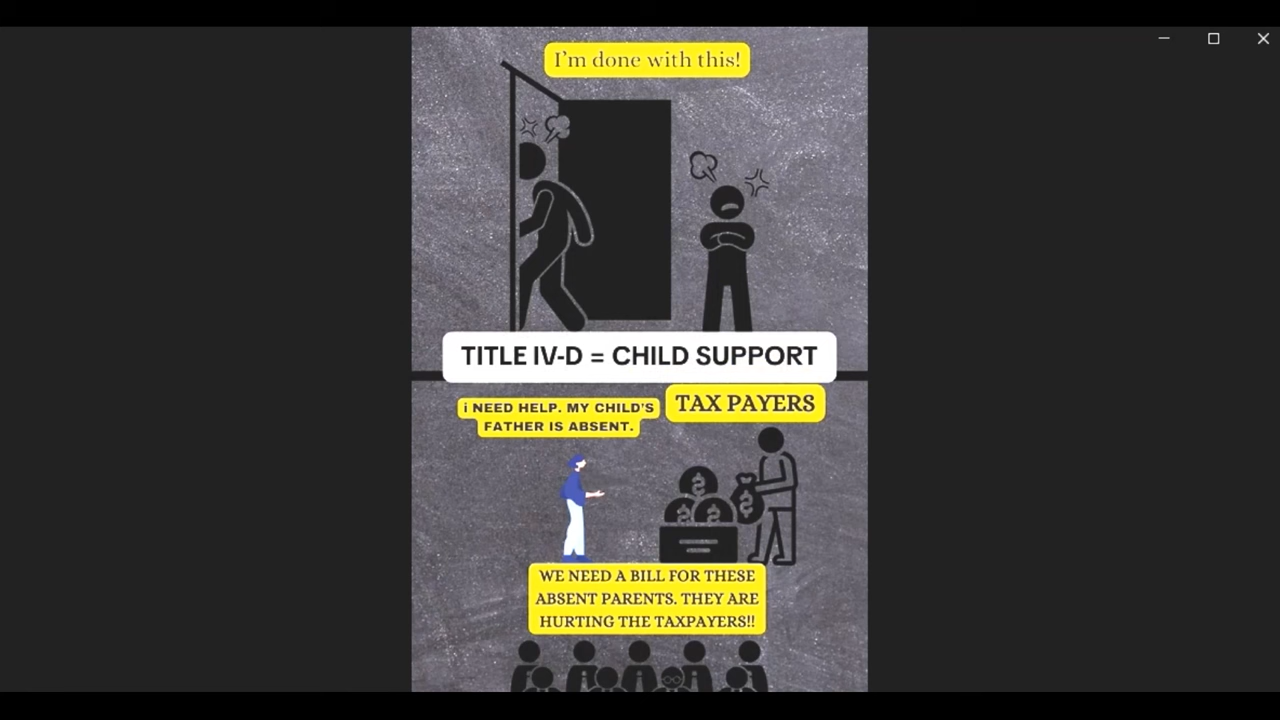 I'm done with this!
TITLE IV-D = CHILD SUPPORT
i NEED HELP. MY CHILD'S
FATHER IS ABSENT.
TAX PAYERS
WE NEED A BILL FOR THESE
ABSENT PARENTS. THEY ARE
HURTING THE TAXPAYERS!!